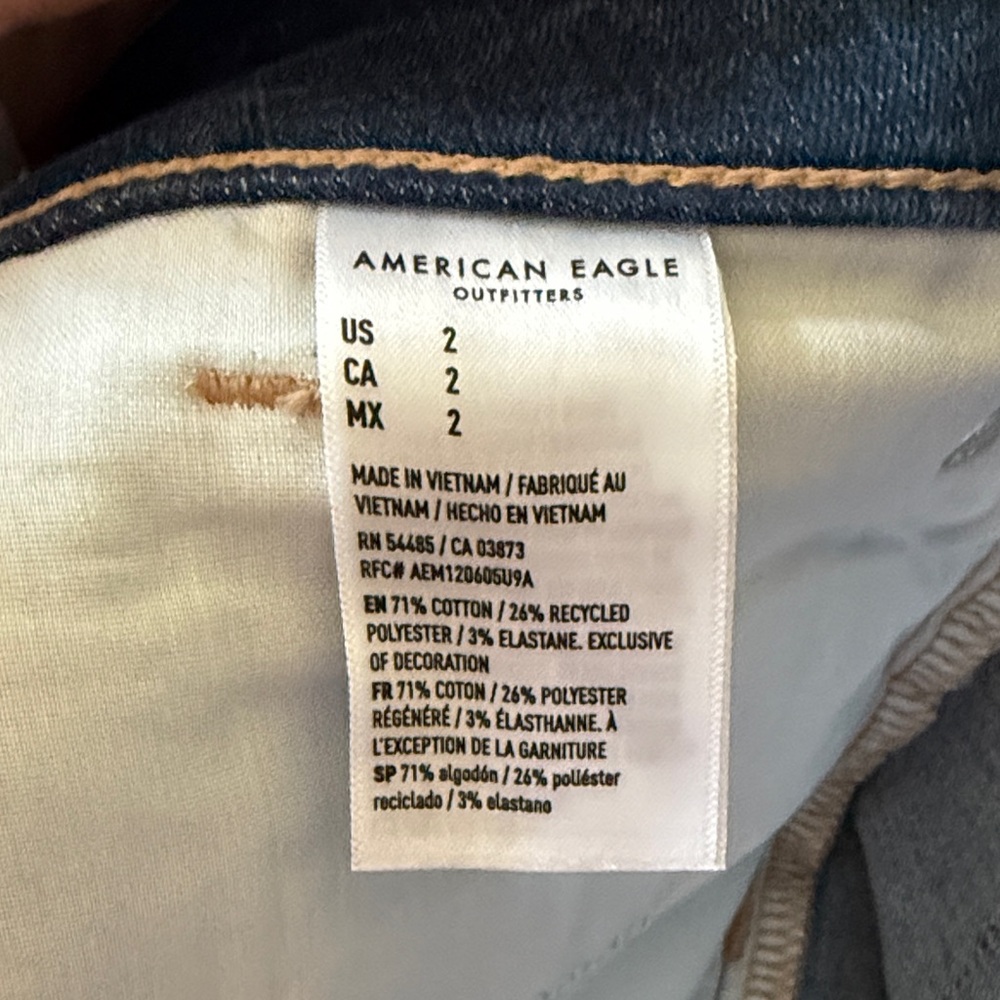 AMERICAN EAGLE
OUTFITTERS
US 2
CA 2
MX 2
MADE IN VIETNAM / FABRIQUÉ AU
VIETNAM / HECHO EN VIETNAM
RN 54485 / CA 03873
RFC# AEM120605U9A
EN 71% COTTON / 26% RECYCLED
POLYESTER / 3% ELASTANE. EXCLUSIVE
OF DECORATION
FR 71% COTON / 26% POLYESTER
RÉGÉNÉRÉ / 3% ÉLASTHANNE. À
L'EXCEPTION DE LA GARNITURE
SP 71% algodón / 26% poliéster
reciclado / 3% elastano